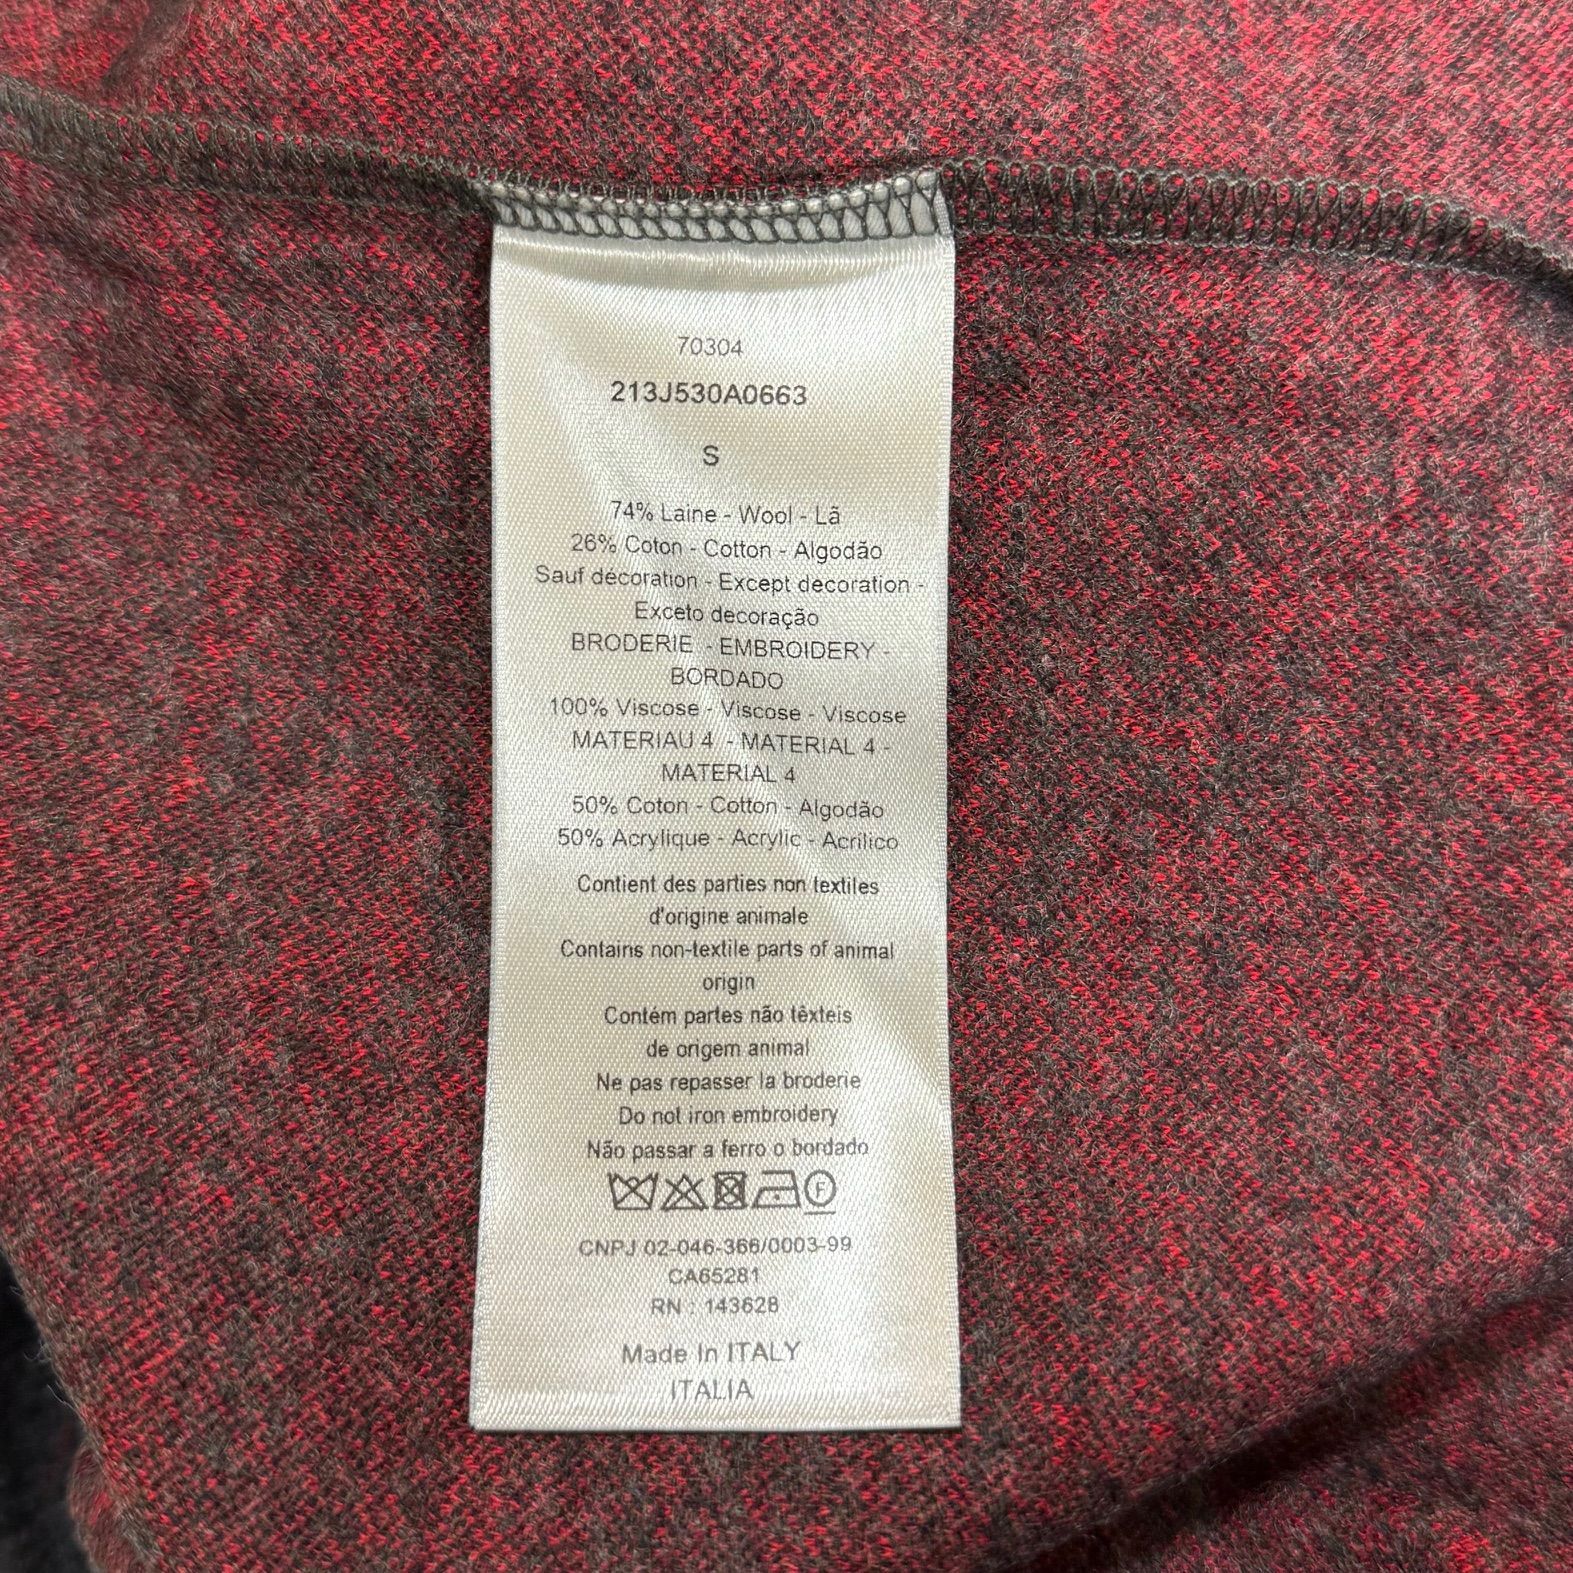 70304
213J530A0663
S
74% Laine - Wool - Lã
26% Coton - Cotton - Algodão
Sauf décoration - Except decoration -
Exceto decoração
BRODERIE - EMBROIDERY -
BORDADO
100% Viscose - Viscose - Viscose
MATERIAU 4 - MATERIAL 4 -
MATERIAL 4
50% Coton - Cotton - Algodão
50% Acrylique - Acrylic - Acrílico
Contient des parties non textiles
d'origine animale
Contains non-textile parts of animal
origin
Contém partes não têxteis
de origem animal
Ne pas repasser la broderie
Do not iron embroidery
Não passar a ferro o bordado
F
CNPJ 02-046-366/0003-99
CA65281
RN : 143628
Made In ITALY
ITALIA